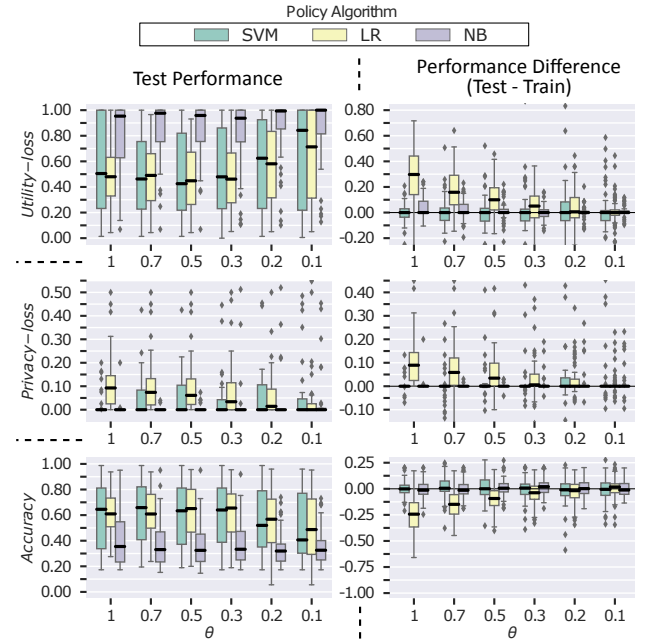 Policy Algorithm
SVM LR NB
Test Performance
Performance Difference
(Test - Train)
Utility−loss
1.00
0.80
0.60
0.40
0.20
0.00
1 0.7 0.5 0.3 0.2 0.1
1.00
0.80
0.60
0.40
0.20
0.00
-0.20
1 0.7 0.5 0.3 0.2 0.1
Privacy−loss
0.50
0.40
0.30
0.20
0.10
0.00
1 0.7 0.5 0.3 0.2 0.1
0.40
0.30
0.20
0.10
0.00
-0.10
1 0.7 0.5 0.3 0.2 0.1
Accuracy
1.00
0.80
0.60
0.40
0.20
0.00
1 0.7 0.5 0.3 0.2 0.1
θ
0.25
0.00
-0.25
-0.50
-0.75
-1.00
1 0.7 0.5 0.3 0.2 0.1
θ